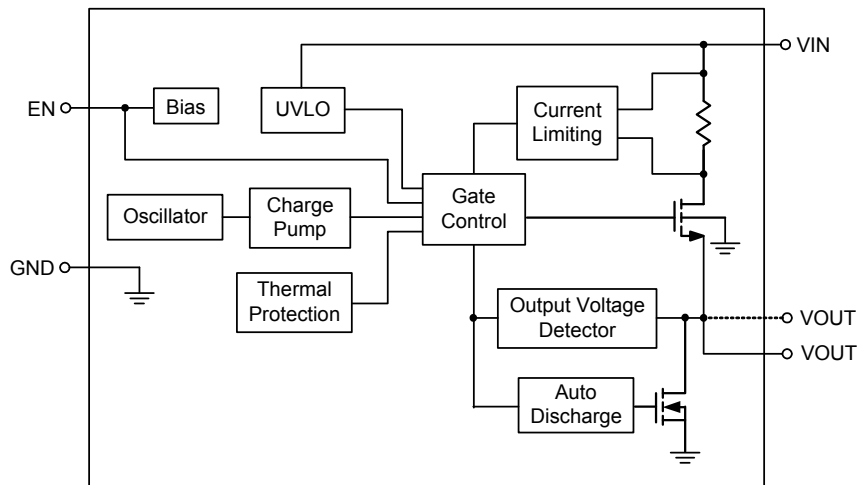 VIN
EN
Bias
UVLO
Current
Limiting
Oscillator
Charge
Pump
Gate
Control
GND
Thermal
Protection
Output Voltage
Detector
VOUT
VOUT
Auto
Discharge